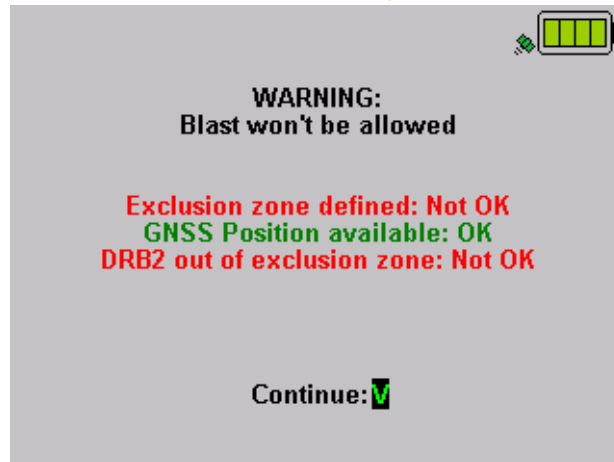 WARNING:
Blast won't be allowed
Exclusion zone defined: Not OK
GNSS Position available: OK
DRB2 out of exclusion zone: Not OK
Continue:V